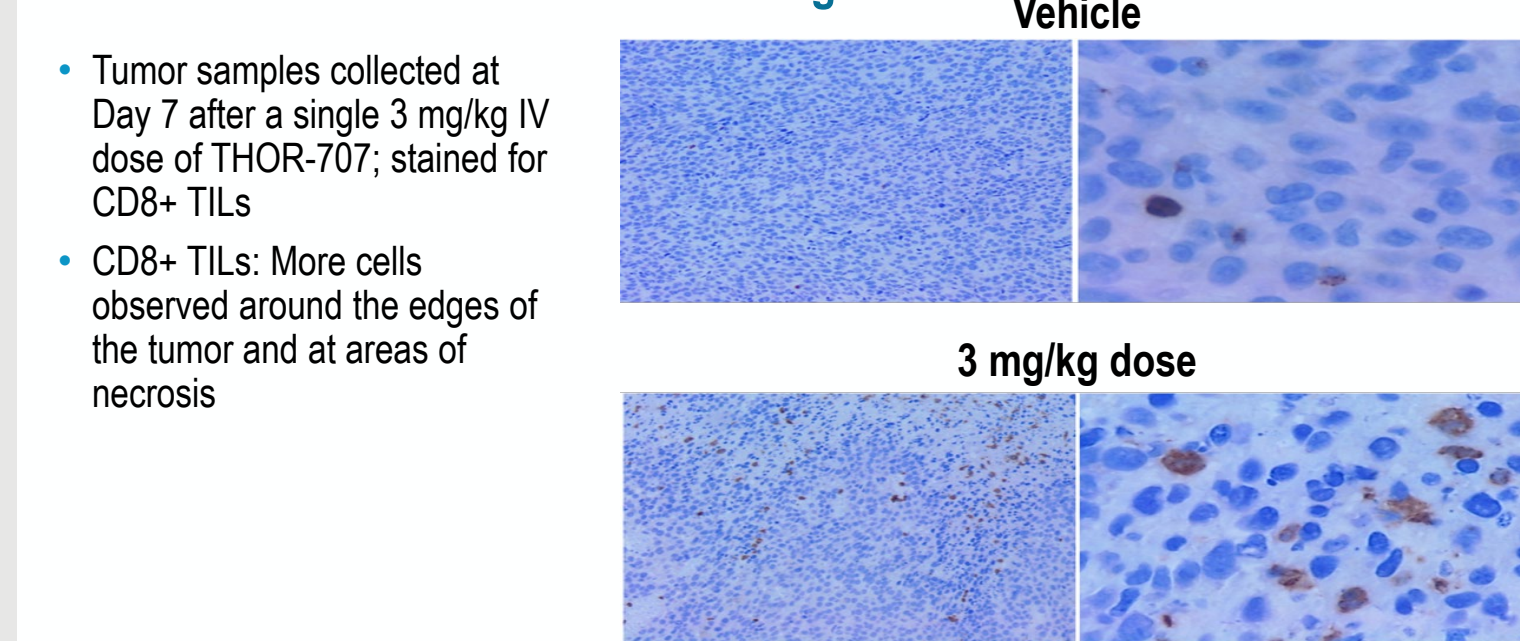 Vehicle
• Tumor samples collected at
Day 7 after a single 3 mg/kg IV
dose of THOR-707; stained for
CD8+ TILs
• CD8+ TILs: More cells
observed around the edges of
the tumor and at areas of
necrosis
3 mg/kg dose